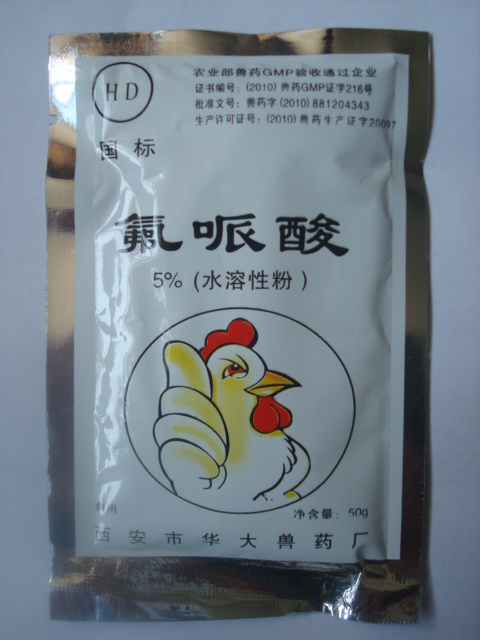 HD
农业部兽药GMP验收通过企业
证书编号：(2010) 兽药GMP证字216号
批准文号：兽药字 (2010) 881204343
生产许可证号：(2010) 兽药生产证字20097
国标
氟哌酸
5% (水溶性粉)
兽用
净含量：50g
西安市华大兽药厂